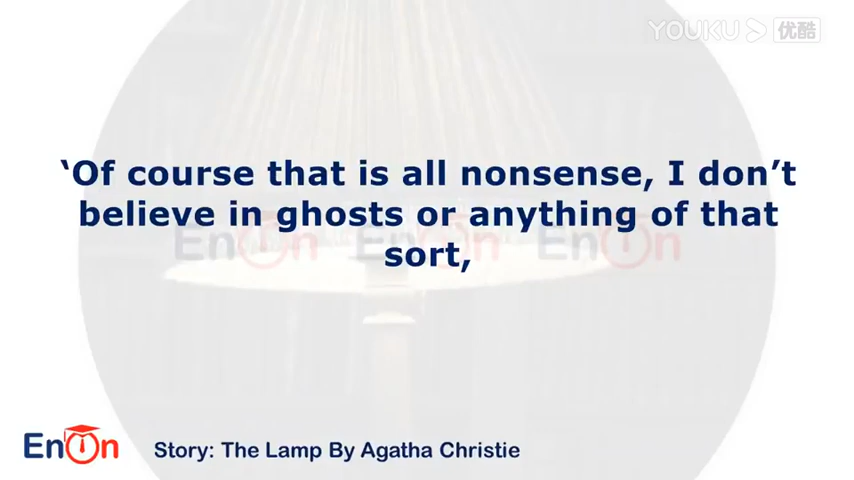 YOUKU 优酷
‘Of course that is all nonsense, I don’t
believe in ghosts or anything of that
sort,
EnOn EnOn EnOn
EnOn
Story: The Lamp By Agatha Christie